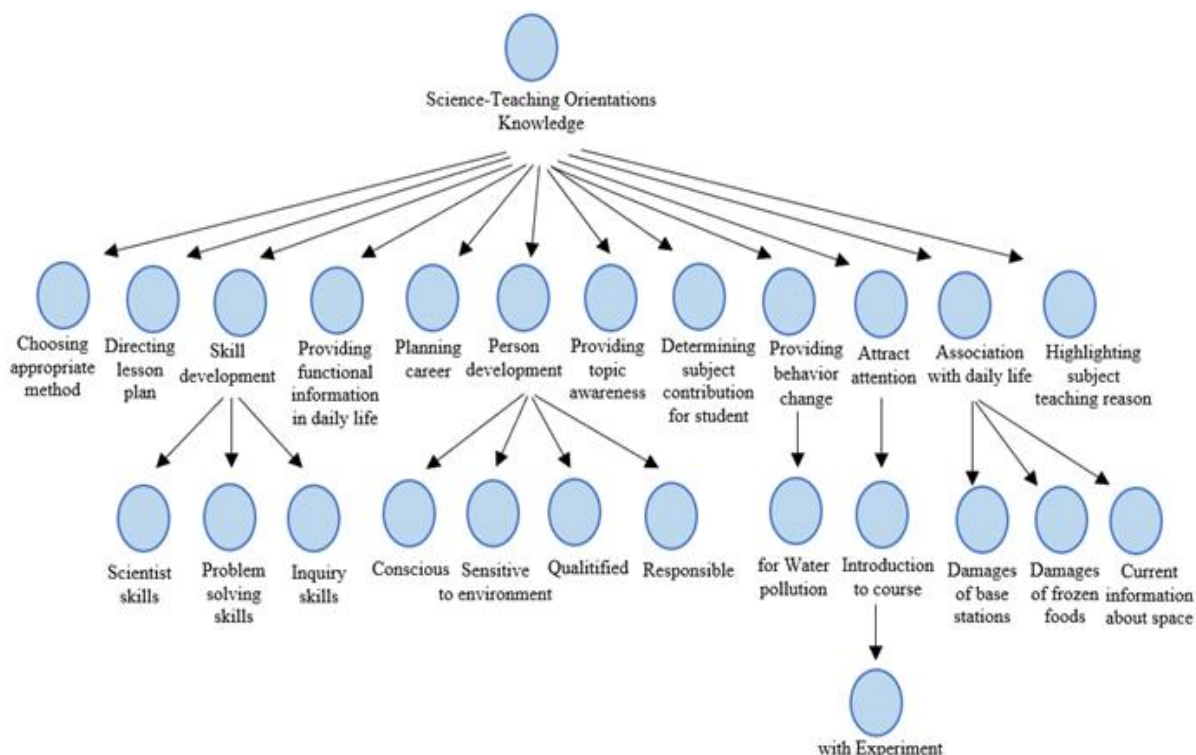 Science-Teaching Orientations
Knowledge
Choosing
appropriate
method
Directing
lesson
plan
Skill
development
Providing
functional
information
in daily life
Planning
career
Person
development
Providing
topic
awareness
Determining
subject
contribution
for student
Providing
behavior
change
Attract
attention
Association
with daily life
Highlighting
subject
teaching reason
Scientist
skills
Problem
solving
skills
Inquiry
skills
Conscious
Sensitive
to environment
Qualitified
Responsible
for Water
pollution
Introduction
to course
Damages
of base
stations
Damages
of frozen
foods
Current
information
about space
with Experiment